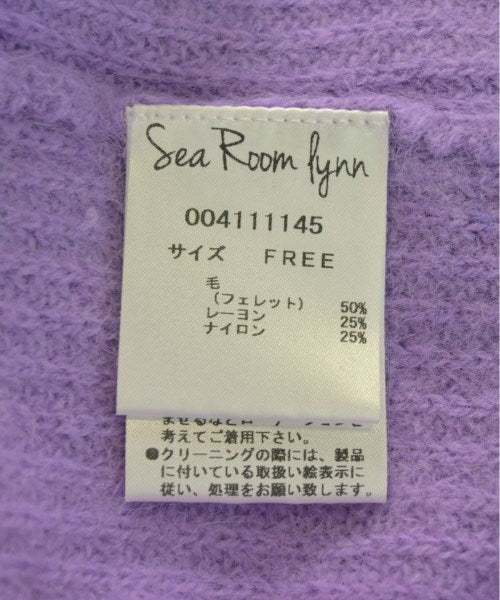 Sea Room lynn
004111145
サイズ FREE
毛
(フェレット) 50%
レーヨン 25%
ナイロン 25%
考えてご着用下さい。
●クリーニングの際には、製品
に付いている取扱い絵表示に
従い、処理をお願い致します。